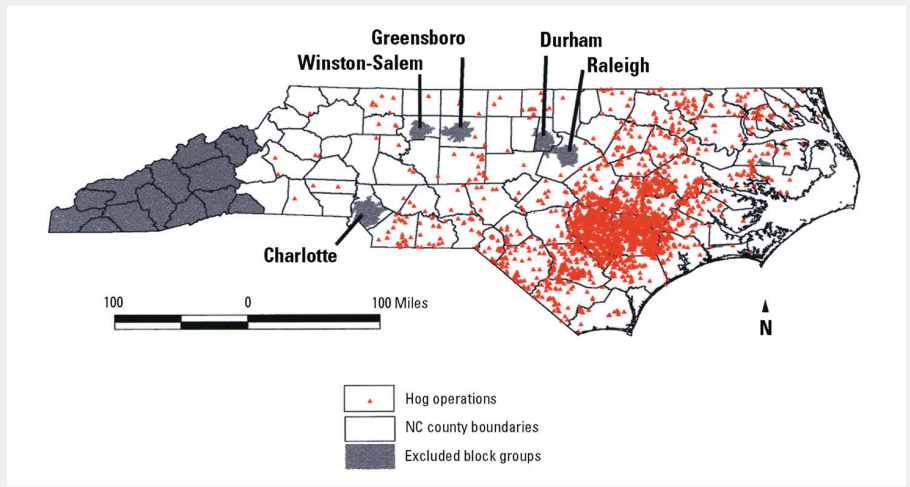 Greensboro
Durham
Winston-Salem
Raleigh
Charlotte
100 0 100 Miles
N
Hog operations
NC county boundaries
Excluded block groups